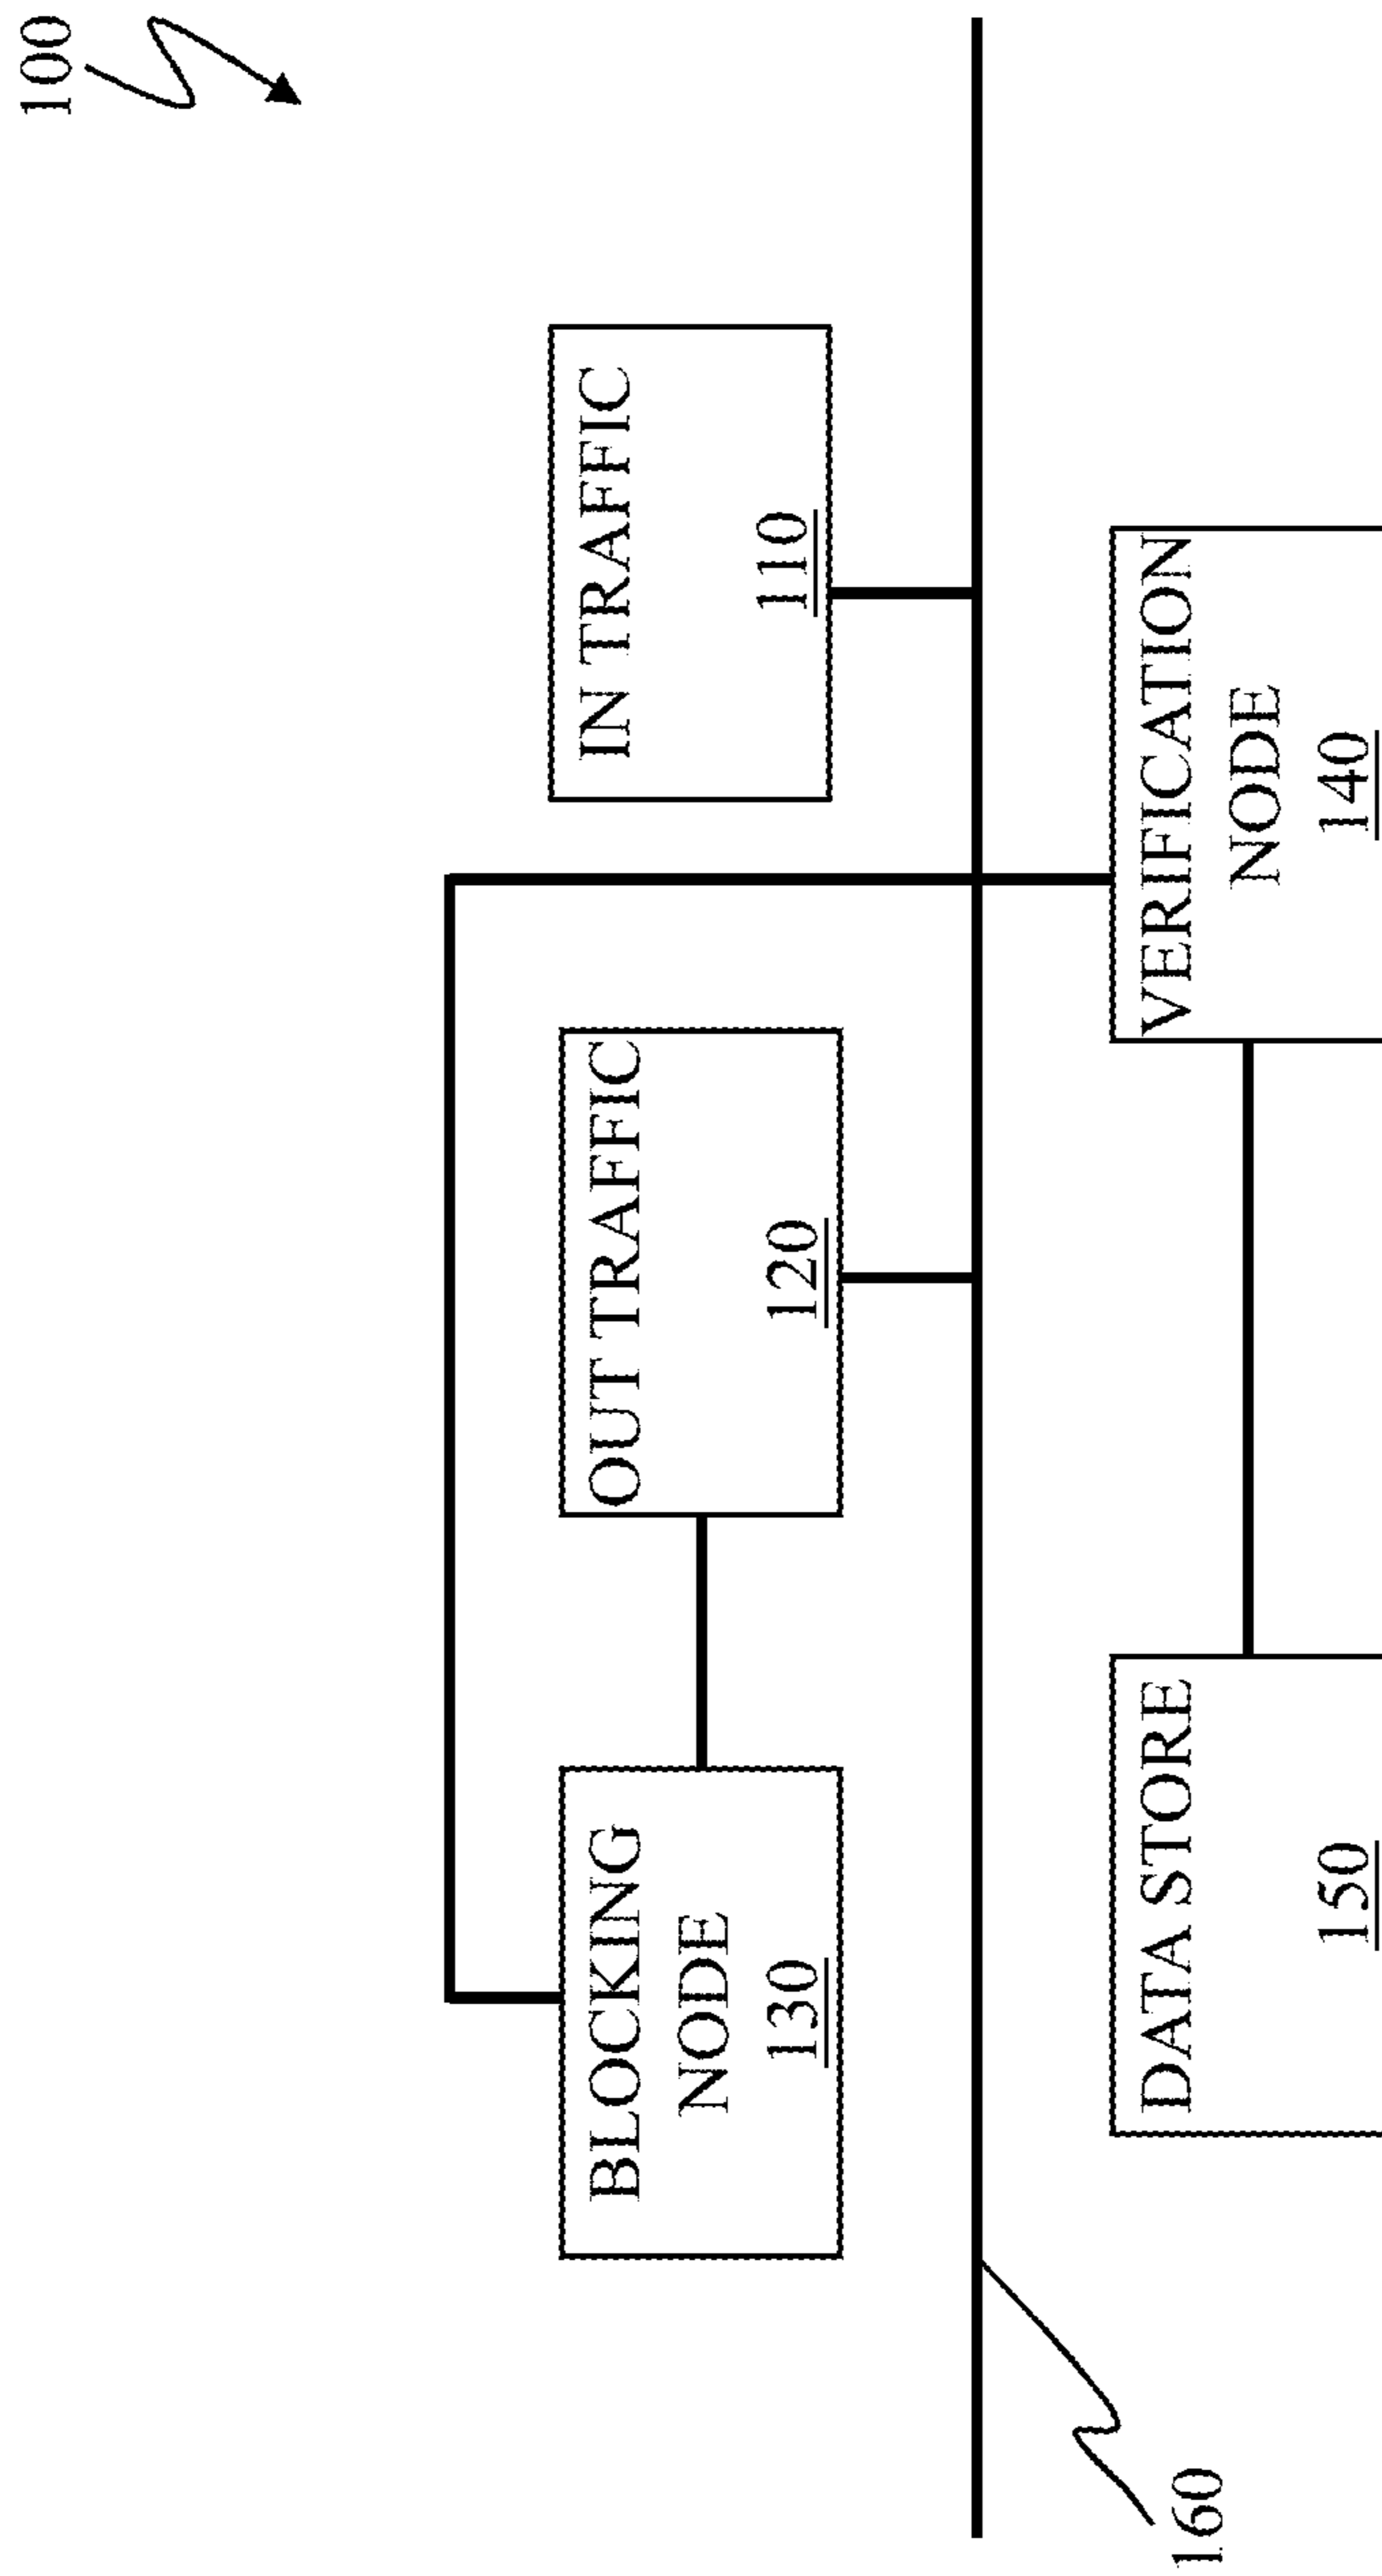 100
BLOCKING
NODE
130
OUT TRAFFIC
120
IN TRAFFIC
110
160
DATA STORE
150
VERIFICATION
NODE
140